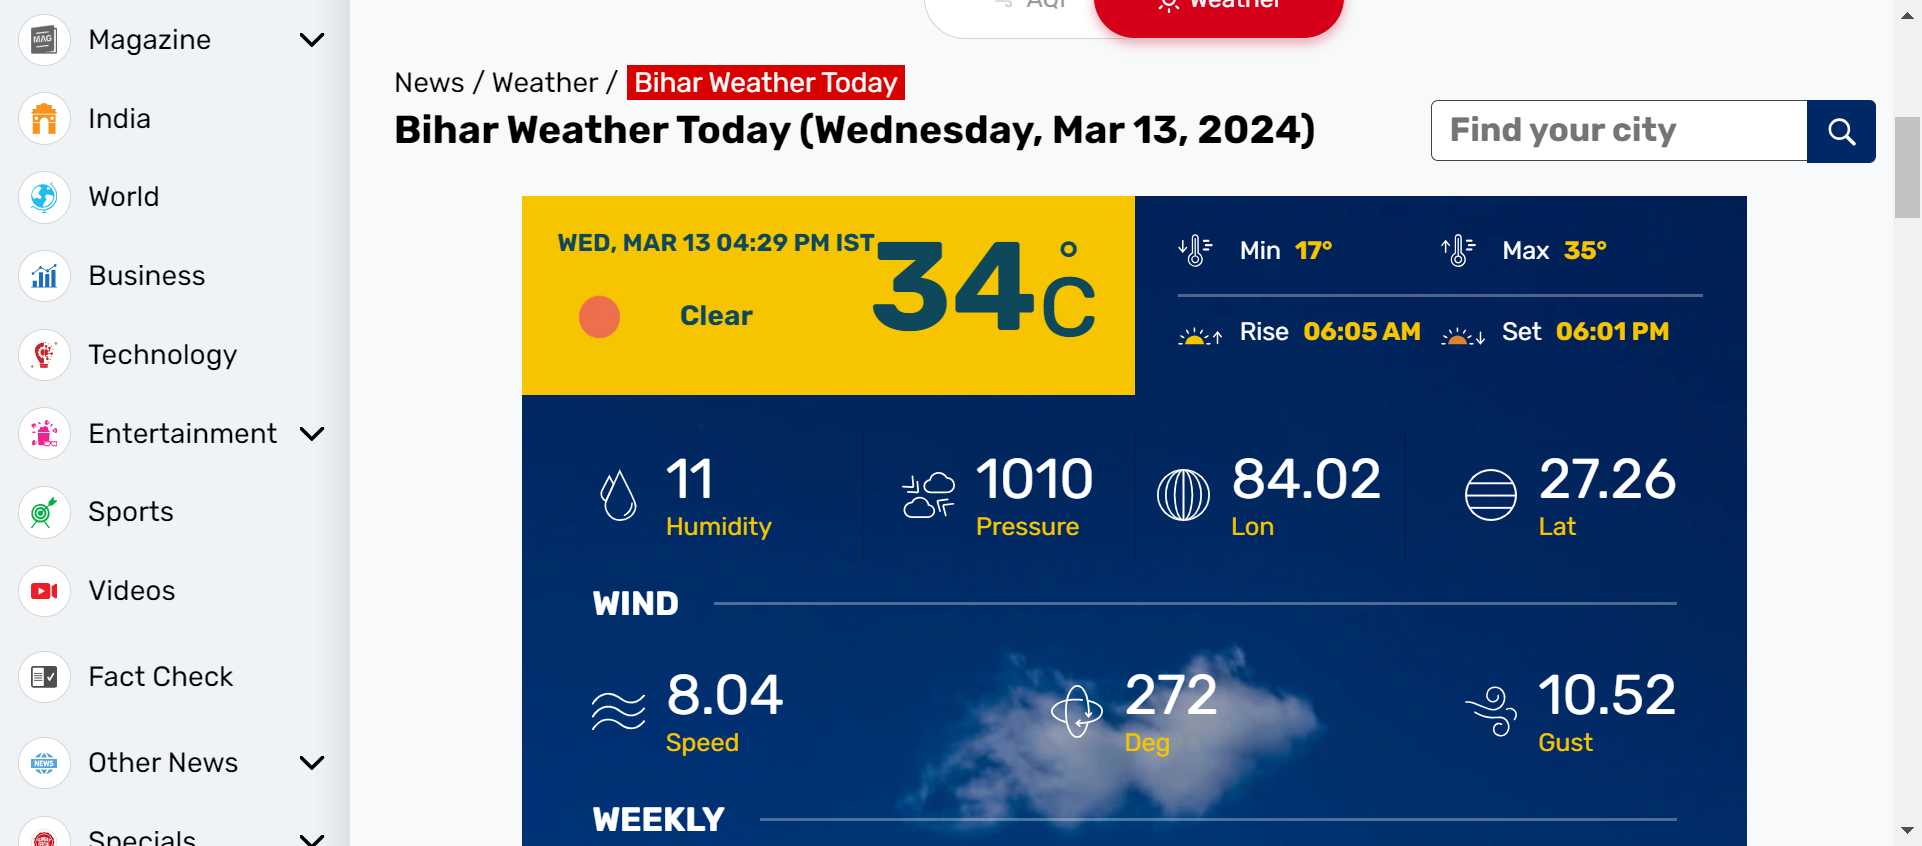 MAG
Magazine
India
World
Business
Technology
Entertainment
Sports
Videos
Fact Check
NEWS
Other News
Specials
AQI
Weather
News / Weather / Bihar Weather Today
Bihar Weather Today (Wednesday, Mar 13, 2024)
Find your city
WED, MAR 13 04:29 PM IST
34°C
Clear
Min 17°
Max 35°
Rise 06:05 AM
Set 06:01 PM
11
Humidity
1010
Pressure
84.02
Lon
27.26
Lat
WIND
8.04
Speed
272
Deg
10.52
Gust
WEEKLY